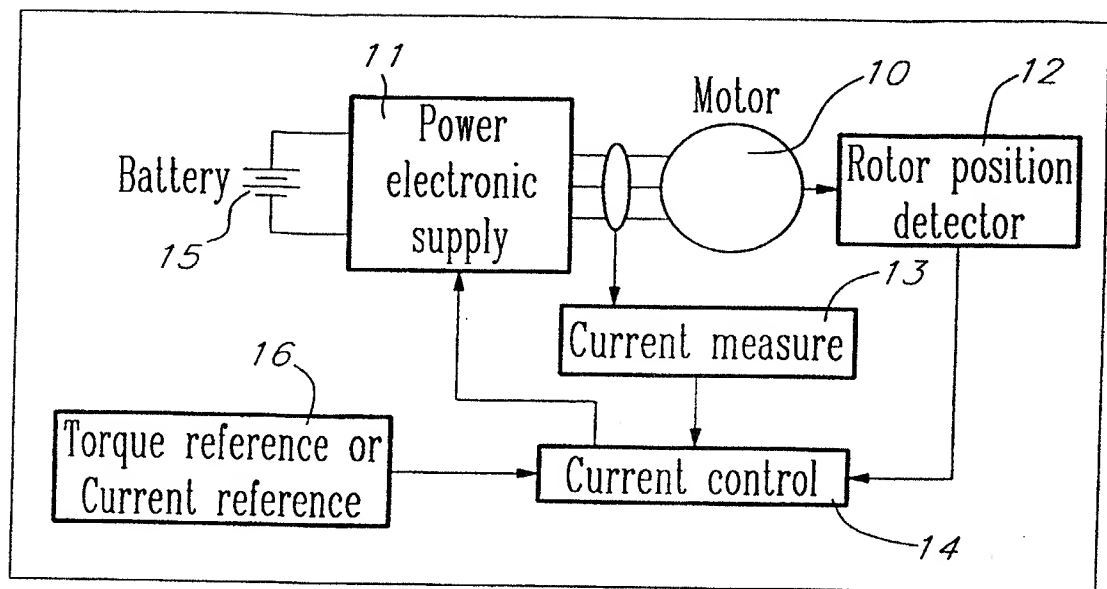 11
Power
electronic
supply
Battery
15
Motor
10
12
Rotor position
detector
13
Current measure
16
Torque reference or
Current reference
Current control
14